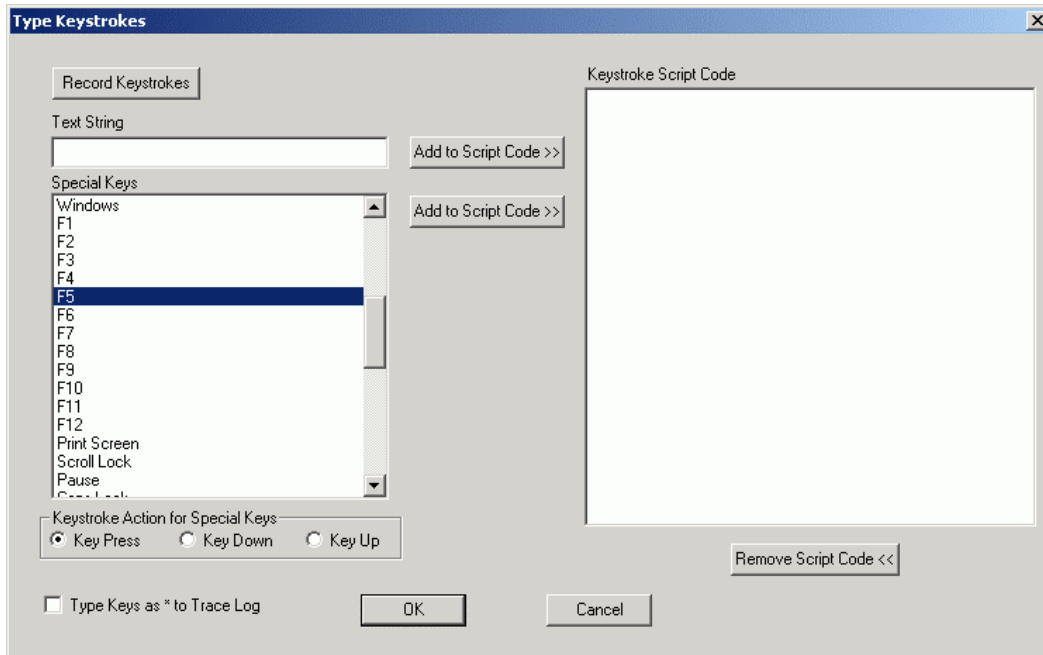 Type Keystrokes
Record Keystrokes
Text String
Add to Script Code >>
Special Keys
Windows
F1
F2
F3
F4
F5
F6
F7
F8
F9
F10
F11
F12
Print Screen
Scroll Lock
Pause
Add to Script Code >>
Keystroke Action for Special Keys
Key Press Key Down Key Up
Type Keys as * to Trace Log
Keystroke Script Code
Remove Script Code <<
OK
Cancel